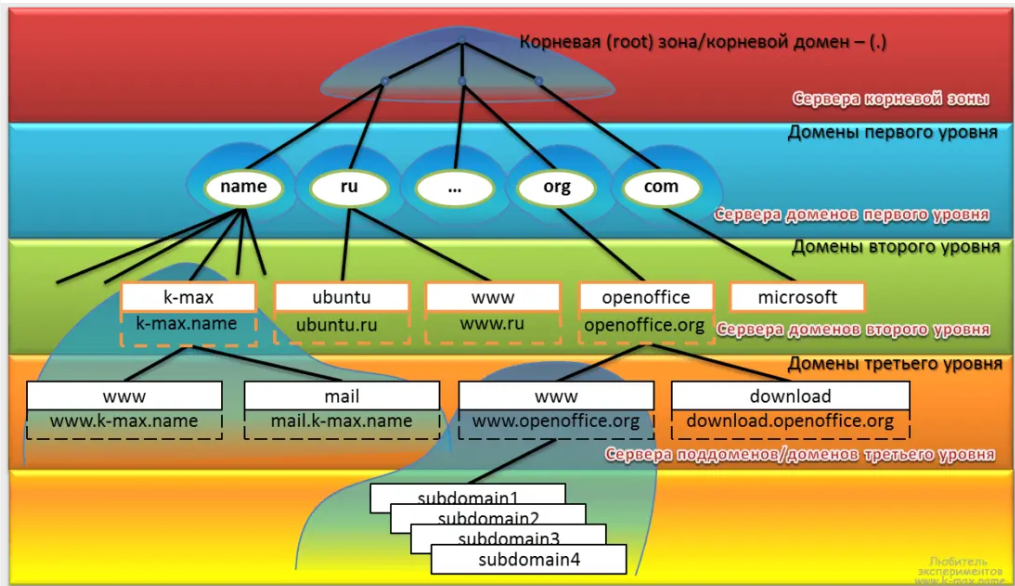 Корневая (root) зона/корневой домен – (.)
Сервера корневой зоны
Домены первого уровня
name
ru
...
org
com
Сервера доменов первого уровня
Домены второго уровня
k-max
ubuntu
www
openoffice
microsoft
k-max.name
ubuntu.ru
www.ru
openoffice.org
Сервера доменов второго уровня
Домены третьего уровня
www
mail
www
download
www.k-max.name
mail.k-max.name
www.openoffice.org
download.openoffice.org
Сервера поддоменов/доменов третьего уровня
subdomain1
subdomain2
subdomain3
subdomain4
Любитель
экспериментов
www.k-max.name